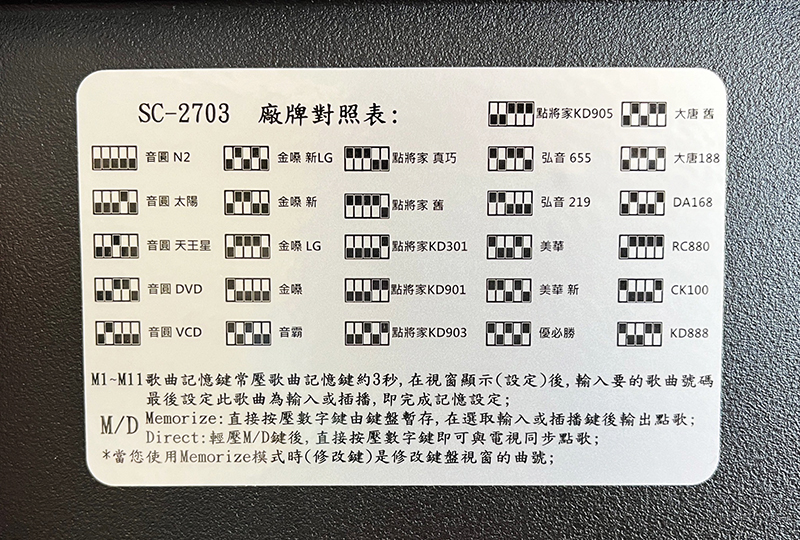 SC-2703 廠牌對照表:
點將家KD905 大唐 舊
音圓 N2 金嗓 新LG 點將家 真巧 弘音 655 大唐188
音圓 太陽 金嗓 新 點將家 舊 弘音 219 DA168
音圓 天王星 金嗓 LG 點將家KD301 美華 RC880
音圓 DVD 金嗓 點將家KD901 美華 新 CK100
音圓 VCD 音霸 點將家KD903 優必勝 KD888
M1~M11歌曲記憶鍵常壓歌曲記憶鍵約3秒,在視窗顯示(設定)後,輸入要的歌曲號碼
最後設定此歌曲為輸入或插播,即完成記憶設定;
M/D Memorize:直接按壓數字鍵由鍵盤暫存,在選取輸入或插播鍵後輸出點歌;
Direct:輕壓M/D鍵後,直接按壓數字鍵即可與電視同步點歌;
*當您使用Memorize模式時(修改鍵)是修改鍵盤視窗的曲號;